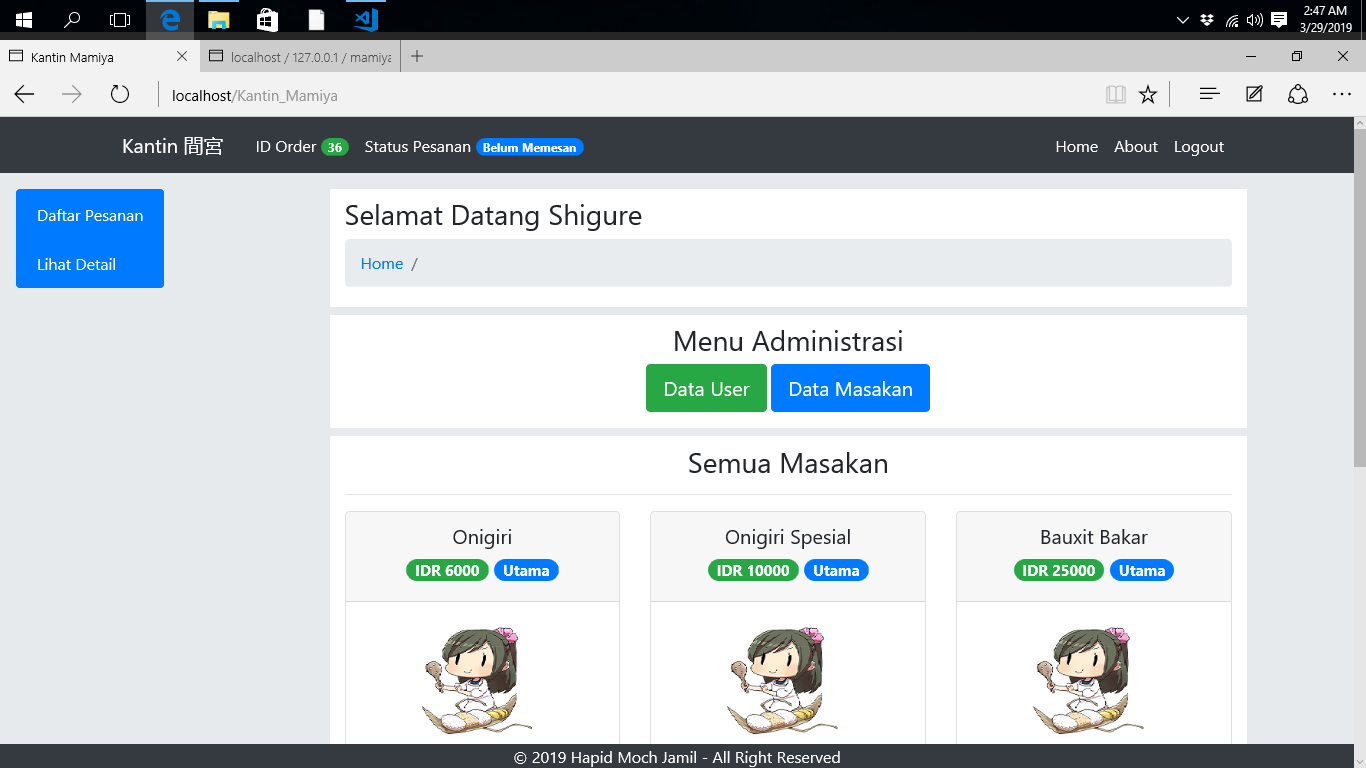 2:47 AM
3/29/2019
Kantin Mamiya
localhost / 127.0.0.1 / mamiya
localhost/Kantin_Mamiya
Kantin 間宮 ID Order 36 Status Pesanan Belum Memesan Home About Logout
Daftar Pesanan
Lihat Detail
Selamat Datang Shigure
Home /
Menu Administrasi
Data User Data Masakan
Semua Masakan
Onigiri
IDR 6000 Utama
Onigiri Spesial
IDR 10000 Utama
Bauxit Bakar
IDR 25000 Utama
© 2019 Hapid Moch Jamil - All Right Reserved